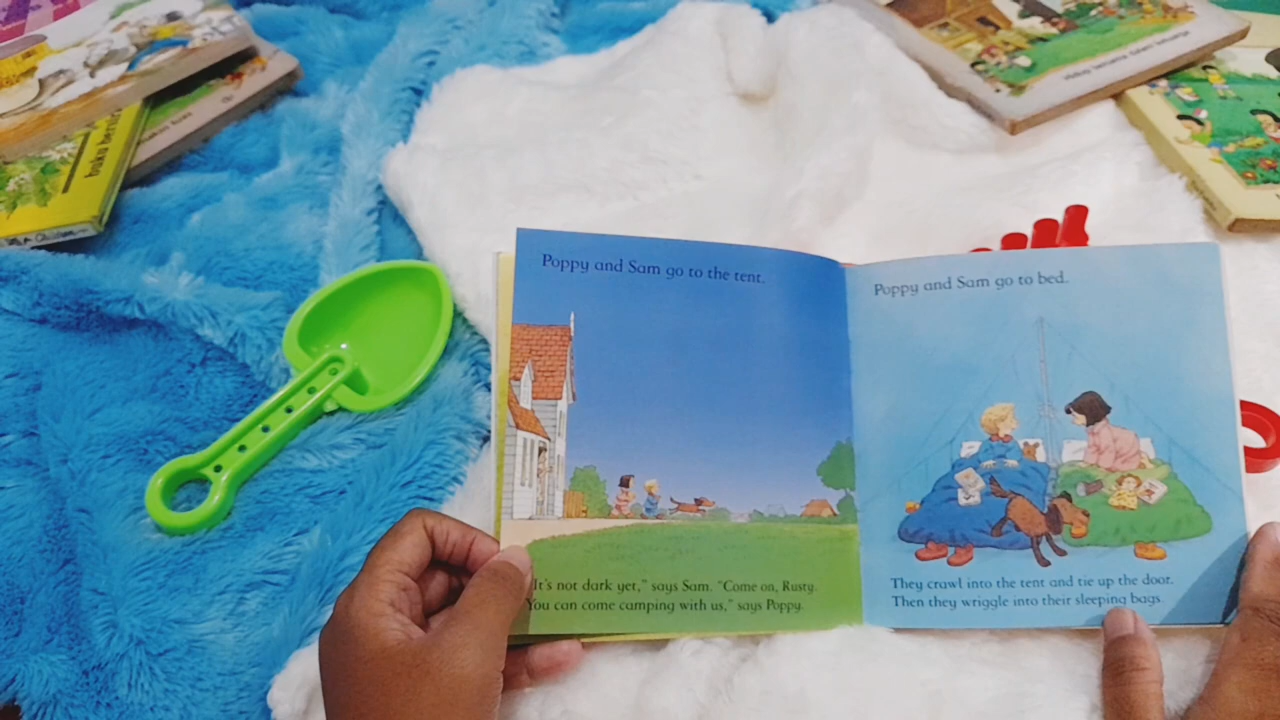 Poppy and Sam go to the tent.
"It's not dark yet," says Sam. "Come on, Rusty.
You can come camping with us," says Poppy.
Poppy and Sam go to bed.
They crawl into the tent and tie up the door.
Then they wriggle into their sleeping bags.